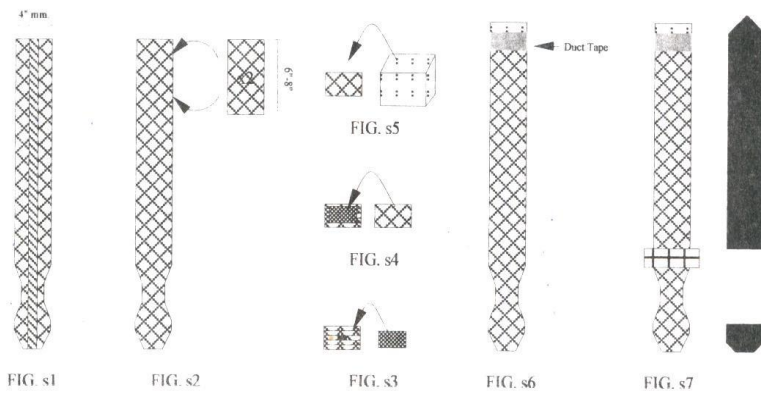 4" mm.
6"-8"
Duct Tape
FIG. s5
FIG. s4
FIG. s1
FIG. s2
FIG. s3
FIG. s6
FIG. s7